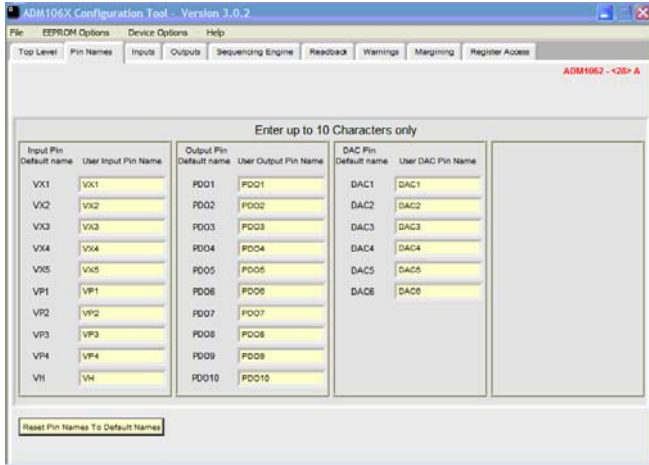 ADM106X Configuration Tool - Version 3.0.2
File EEPROM Options Device Options Help
Top Level Pin Names Inputs Outputs Sequencing Engine Readback Warnings Margining Register Access
ADM1062 - <28> A
Enter up to 10 Characters only
Input Pin Output Pin DAC Pin
Default name User Input Pin Name Default name User Output Pin Name Default name User DAC Pin Name
VX1 VX1 PDO1 PDO1 DAC1 DAC1
VX2 VX2 PDO2 PDO2 DAC2 DAC2
VX3 VX3 PDO3 PDO3 DAC3 DAC3
VX4 VX4 PDO4 PDO4 DAC4 DAC4
VX5 VX5 PDO5 PDO5 DAC5 DAC5
VP1 VP1 PDO6 PDO6 DAC6 DAC6
VP2 VP2 PDO7 PDO7
VP3 VP3 PDO8 PDO8
VP4 VP4 PDO9 PDO9
VH VH PDO10 PDO10
Reset Pin Names To Default Names